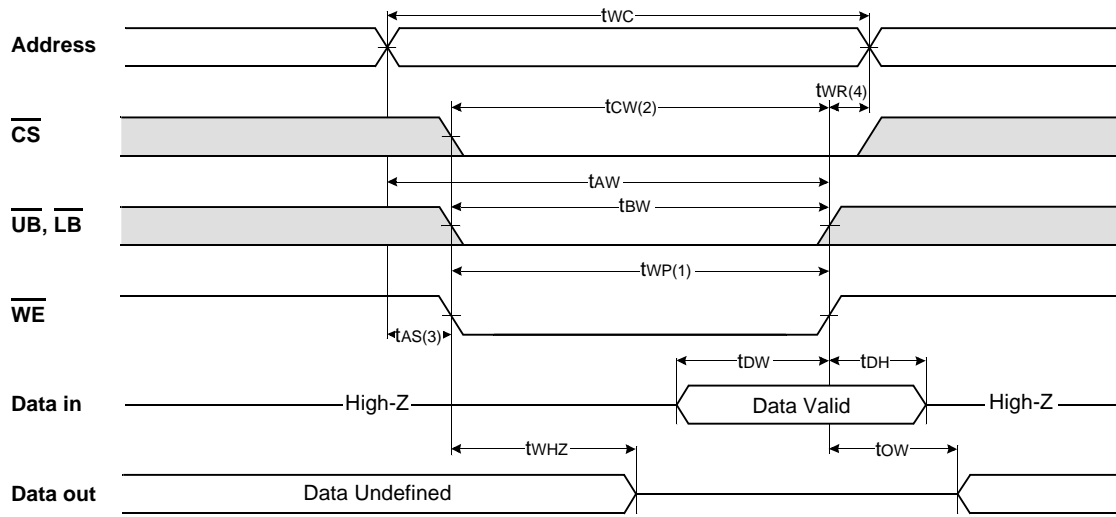 tWC
Address
tWR(4)
tCW(2)
CS
tAW
tBW
UB, LB
tWP(1)
WE
tAS(3)
tDW tDH
Data in High-Z Data Valid High-Z
tWHZ tOW
Data out Data Undefined